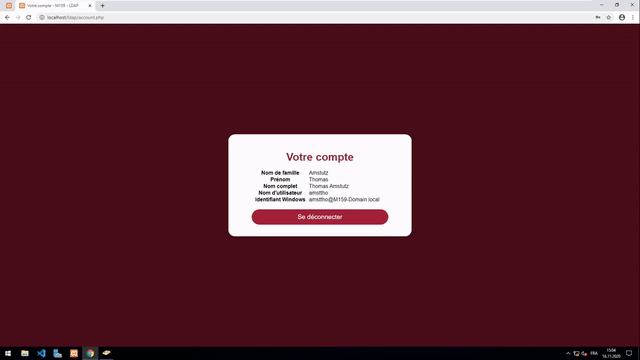 Votre compte - M159 - LDAP
localhost/ldap/account.php
Votre compte
Nom de famille Amstutz
Prénom Thomas
Nom complet Thomas Amstutz
Nom d'utilisateur amsttho
Identifiant Windows amsttho@M159-Domain.local
Se déconnecter
FRA
15:04
16.11.2020